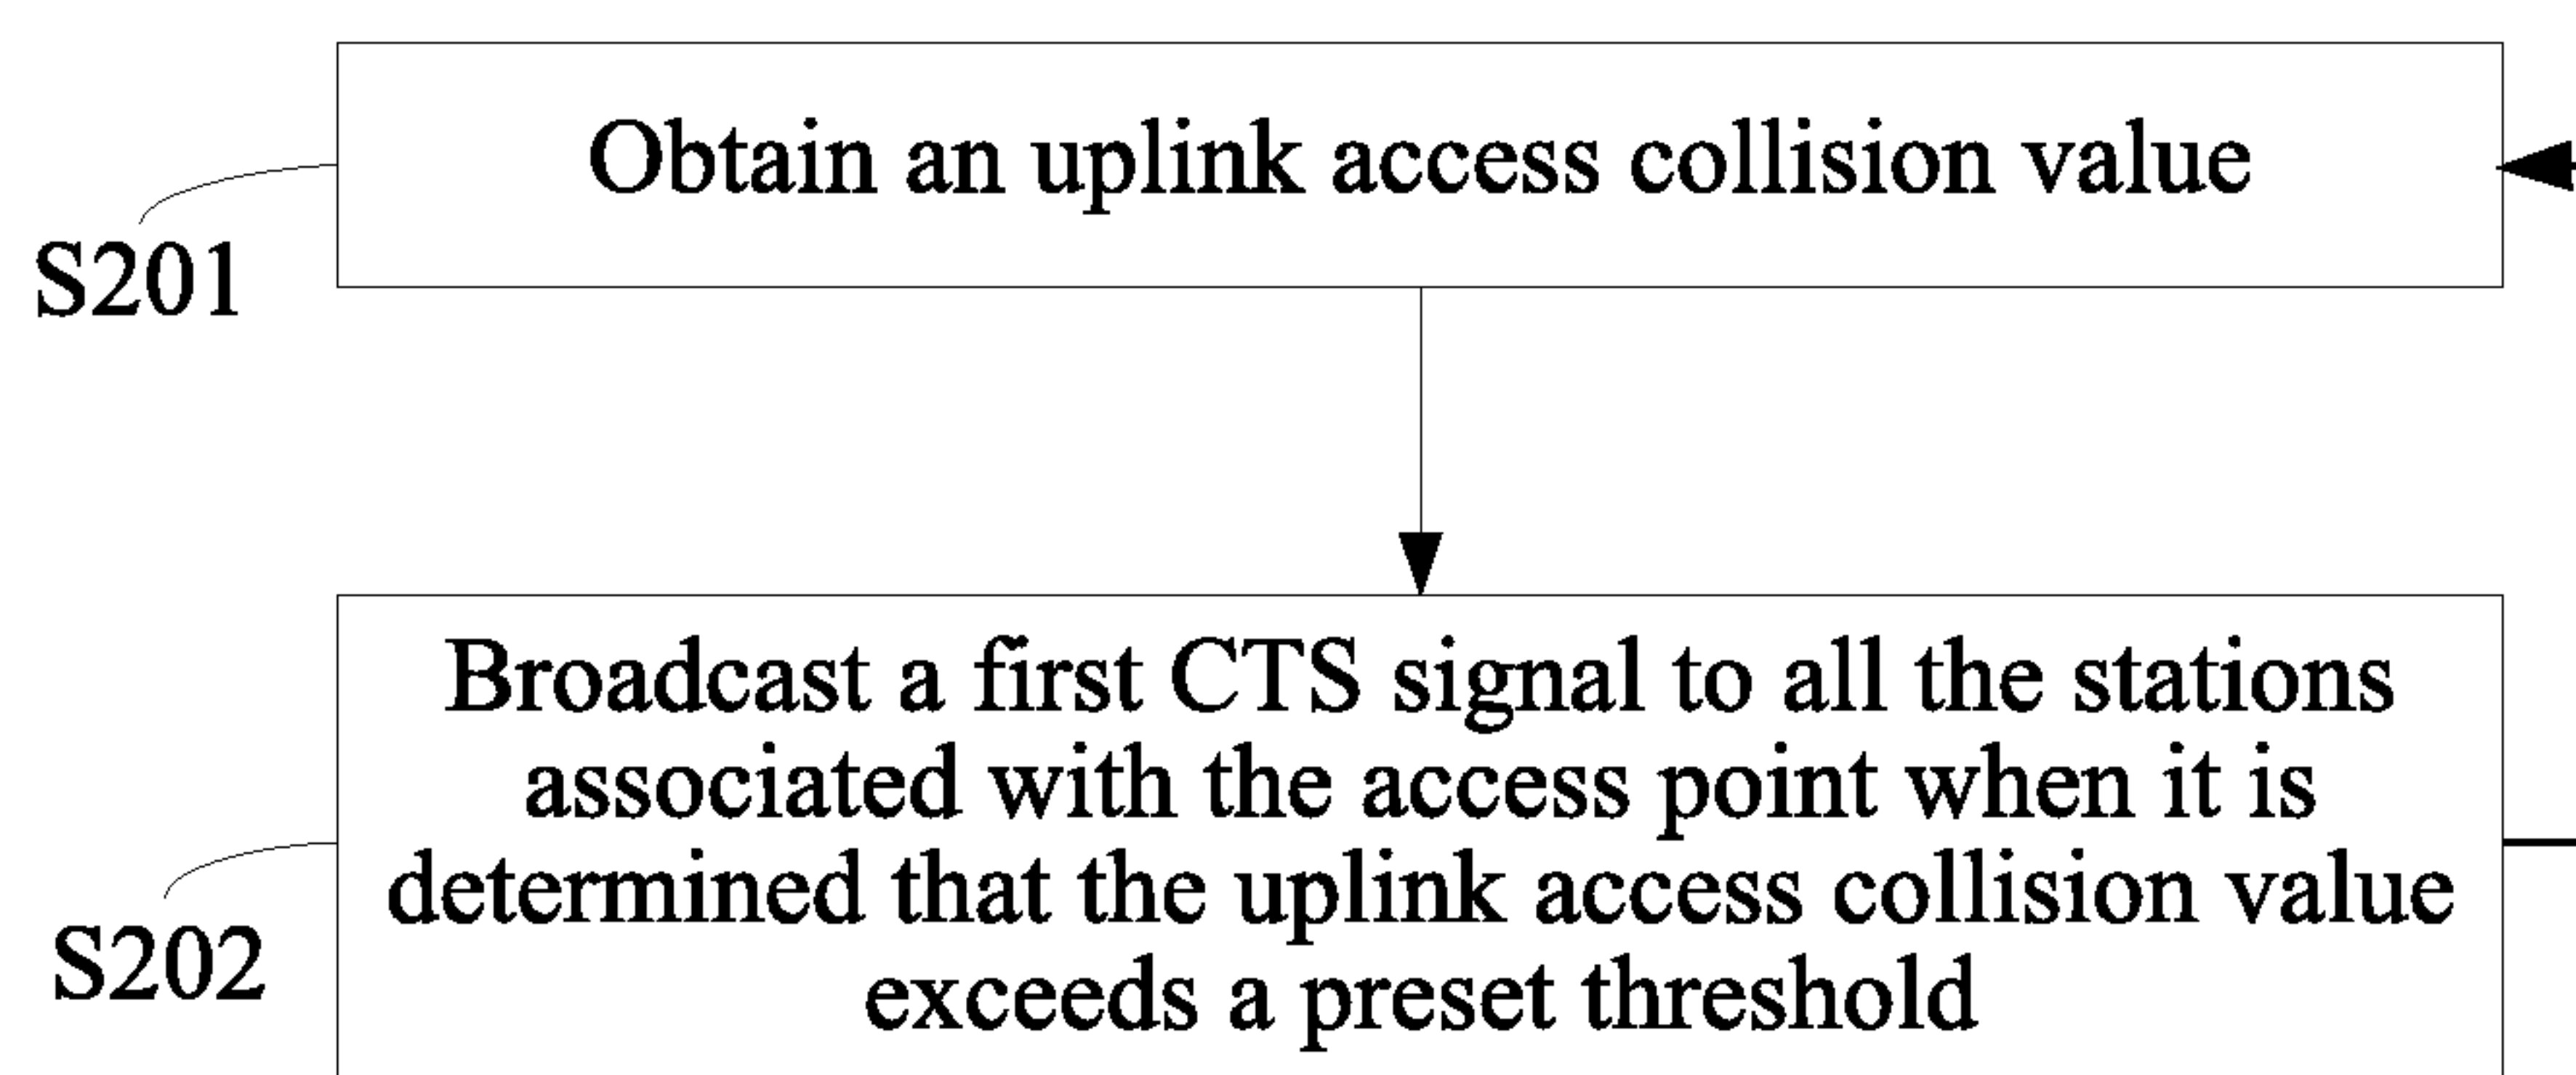 Obtain an uplink access collision value
S201
Broadcast a first CTS signal to all the stations
associated with the access point when it is
determined that the uplink access collision value
exceeds a preset threshold
S202